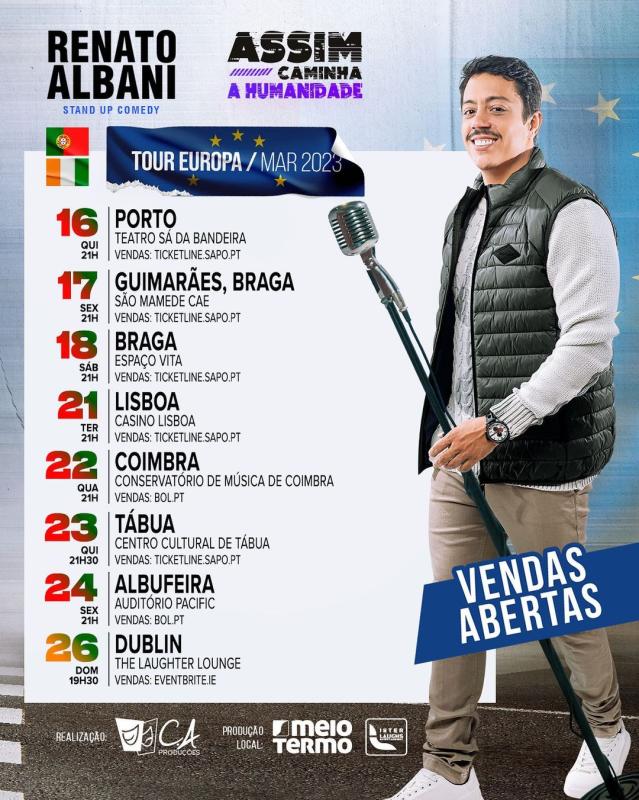 RENATO
ALBANI
STAND UP COMEDY
ASSIM
CAMINHA
A HUMANIDADE
TOUR EUROPA / MAR 2023
16
QUI
21H
PORTO
TEATRO SÁ DA BANDEIRA
VENDAS: TICKETLINE.SAPO.PT
17
SEX
21H
GUIMARÃES, BRAGA
SÃO MAMEDE CAE
VENDAS: TICKETLINE.SAPO.PT
18
SÁB
21H
BRAGA
ESPAÇO VITA
VENDAS: TICKETLINE.SAPO.PT
21
TER
21H
LISBOA
CASINO LISBOA
VENDAS: TICKETLINE.SAPO.PT
22
QUA
21H
COIMBRA
CONSERVATÓRIO DE MÚSICA DE COIMBRA
VENDAS: BOL.PT
23
QUI
21H30
TÁBUA
CENTRO CULTURAL DE TÁBUA
VENDAS: TICKETLINE.SAPO.PT
24
SEX
21H
ALBUFEIRA
AUDITÓRIO PACIFIC
VENDAS: BOL.PT
26
DOM
19H30
DUBLIN
THE LAUGHTER LOUNGE
VENDAS: EVENTBRITE.IE
VENDAS
ABERTAS
REALIZAÇÃO:
CA
PRODUÇÕES
PRODUÇÃO
LOCAL:
MEIO
TERMO
LAUGHS